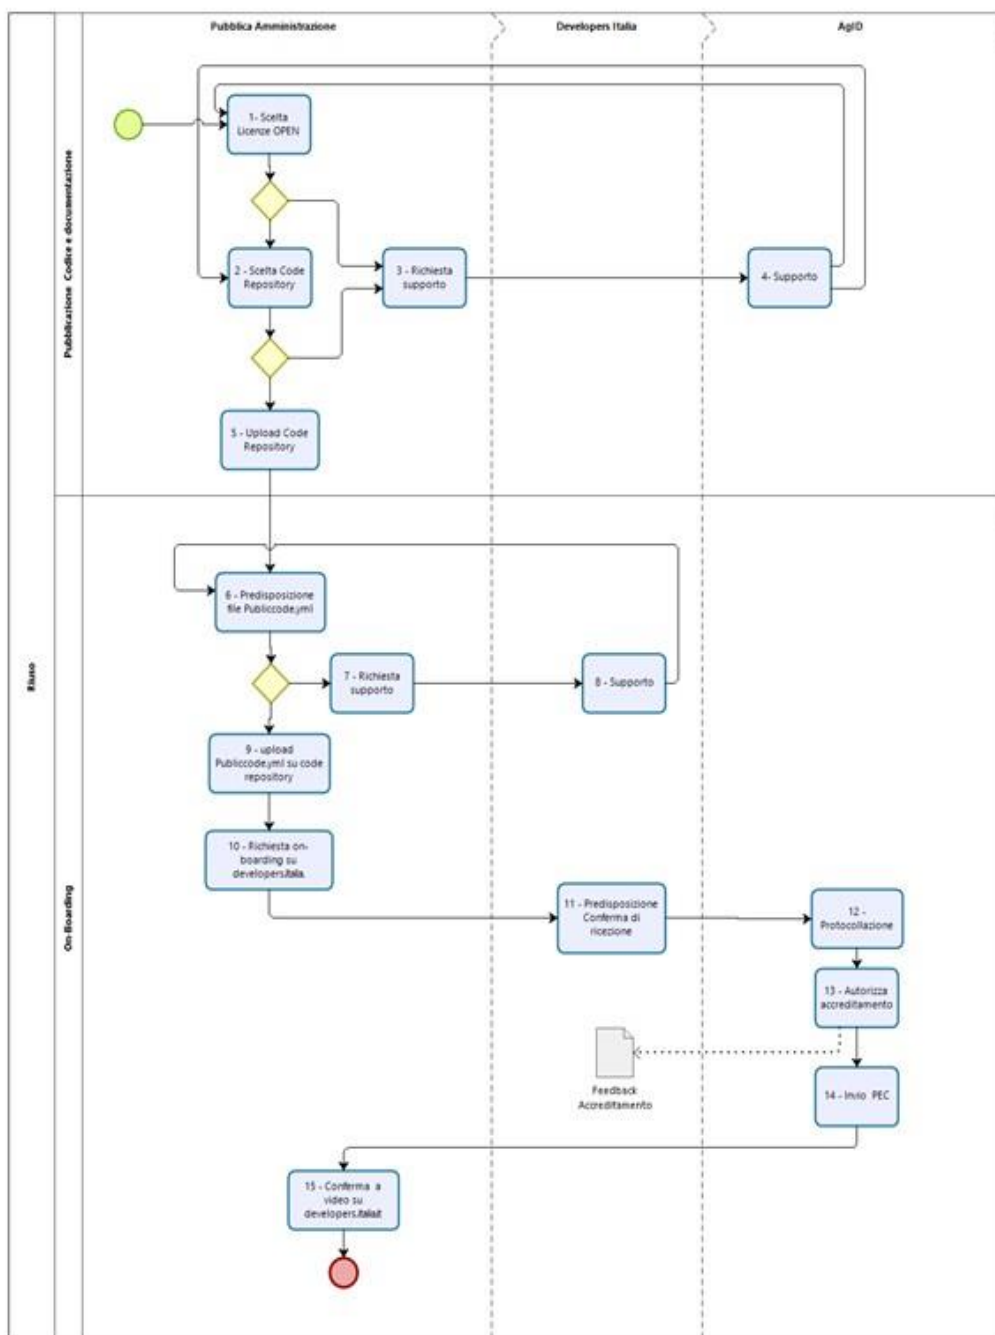 Pubblica Amministrazione
Developers Italia
AgID
Riuso
Pubblicazione Codice e documentazione
1- Scelta
Licenze OPEN
2 - Scelta Code
Repository
3 - Richiesta
supporto
4- Supporto
5 - Upload Code
Repository
On-Boarding
6 - Predisposizione
file Publiccode.yml
7 - Richiesta
supporto
8 - Supporto
9 - upload
Publiccode.yml su code
repository
10 - Richiesta on-
boarding su
developers.italia.
11 - Predisposizione
Conferma di
ricezione
12 -
Protocollazione
13 - Autorizza
accreditamento
Feedback
Accreditamento
14 - Invio PEC
15 - Conferma a
video su
developers.italia.it